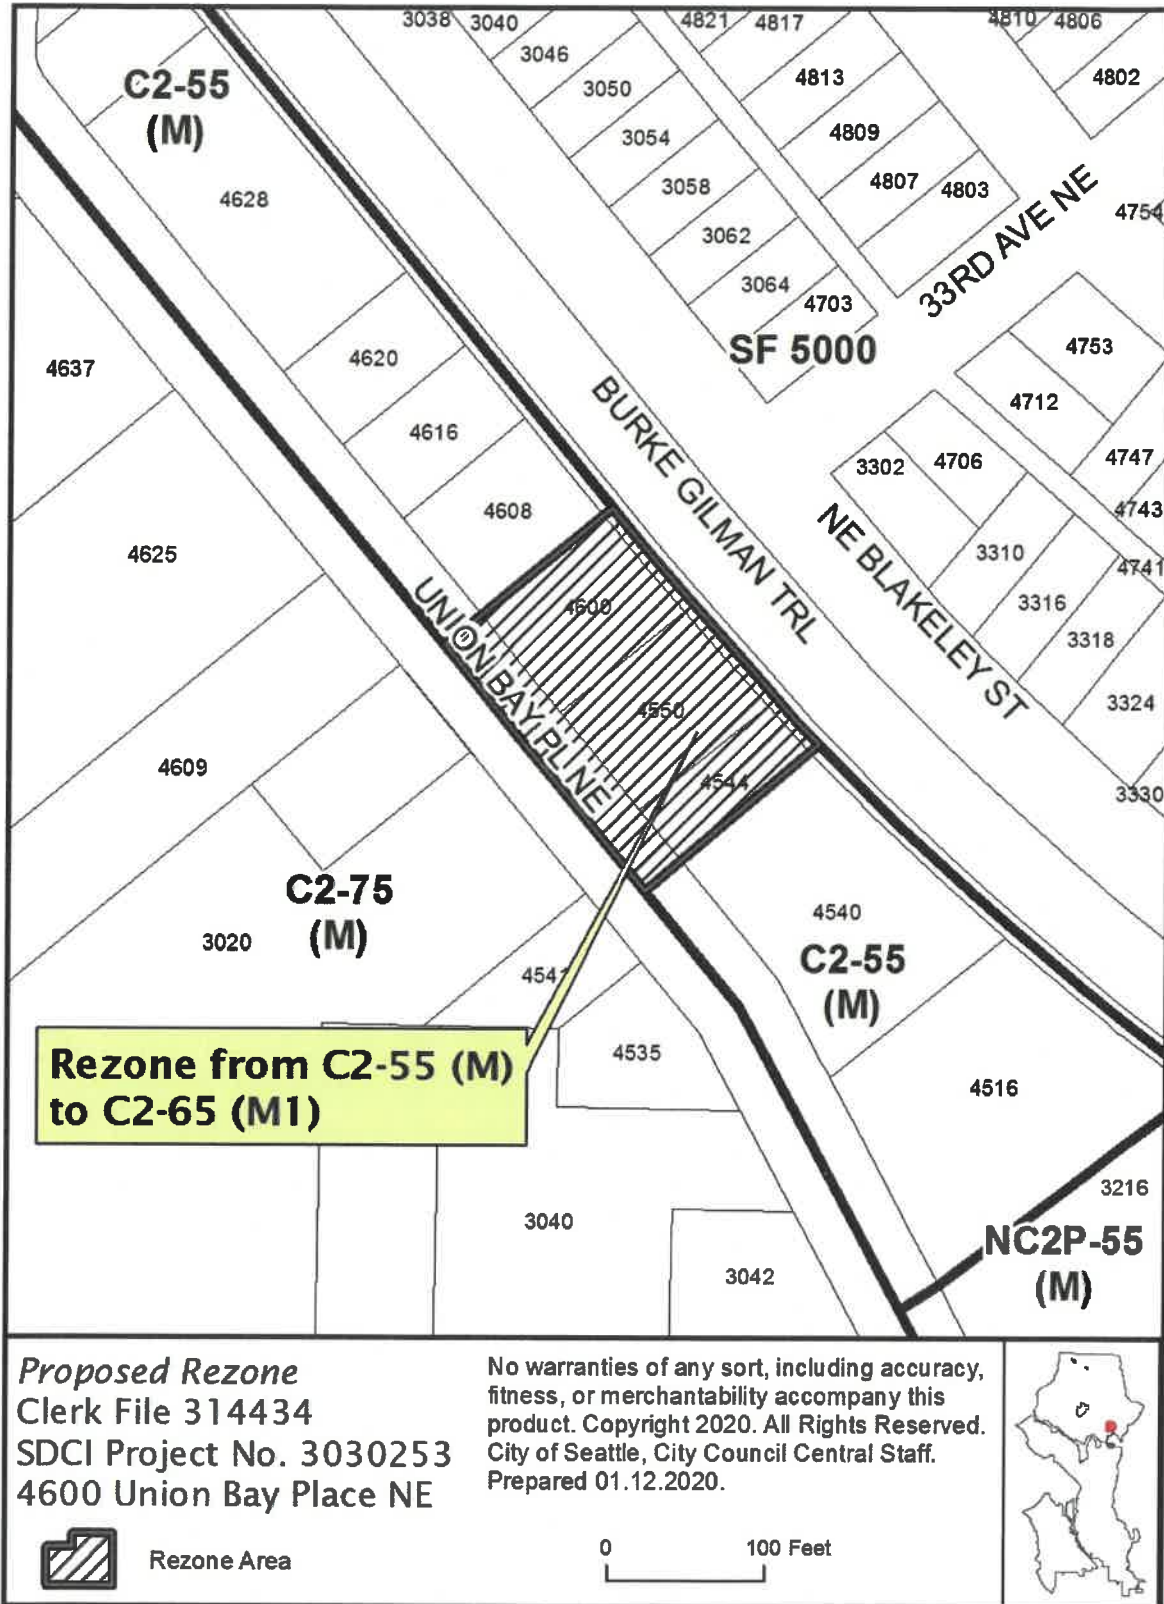 3038
3040
4821
4817
4810
4806
3046
C2-55
(M)
4813
4802
3050
4809
3054
4807
4803
3058
4628
4754
3062
33RD AVE NE
3064
4703
SF 5000
4753
4620
4637
4712
BURKE GILMAN TRL
4616
3302
4706
4747
4608
4743
NE BLAKELEY ST
4625
3310
4741
UNION BAY PL NE
4600
3316
3318
4550
3324
4609
4544
3330
C2-75
(M)
3020
4540
C2-55
(M)
4541
Rezone from C2-55 (M)
to C2-65 (M1)
4535
4516
3216
3040
NC2P-55
(M)
3042
Proposed Rezone
Clerk File 314434
SDCI Project No. 3030253
4600 Union Bay Place NE
Rezone Area
No warranties of any sort, including accuracy,
fitness, or merchantability accompany this
product. Copyright 2020. All Rights Reserved.
City of Seattle, City Council Central Staff.
Prepared 01.12.2020.
0
100 Feet